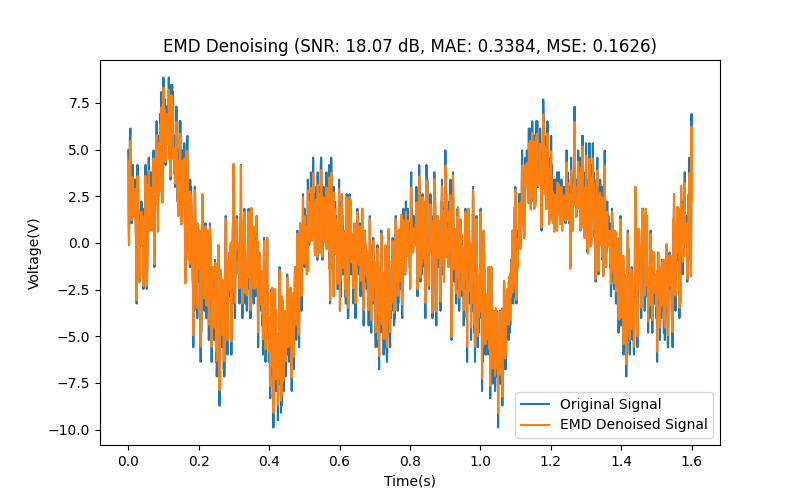 EMD Denoising (SNR: 18.07 dB, MAE: 0.3384, MSE: 0.1626)
7.5
5.0
2.5
0.0
−2.5
−5.0
−7.5
−10.0
Voltage(V)
Original Signal
EMD Denoised Signal
0.0 0.2 0.4 0.6 0.8 1.0 1.2 1.4 1.6
Time(s)